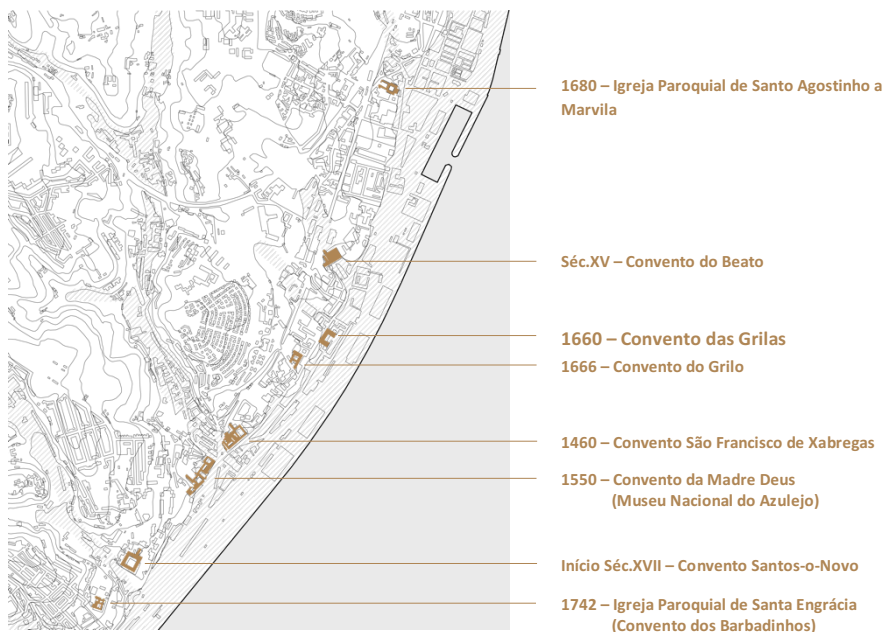 1680 – Igreja Paroquial de Santo Agostinho a
Marvila
Séc.XV – Convento do Beato
1660 – Convento das Grilas
1666 – Convento do Grilo
1460 – Convento São Francisco de Xabregas
1550 – Convento da Madre Deus
(Museu Nacional do Azulejo)
Início Séc.XVII – Convento Santos-o-Novo
1742 – Igreja Paroquial de Santa Engrácia
(Convento dos Barbadinhos)